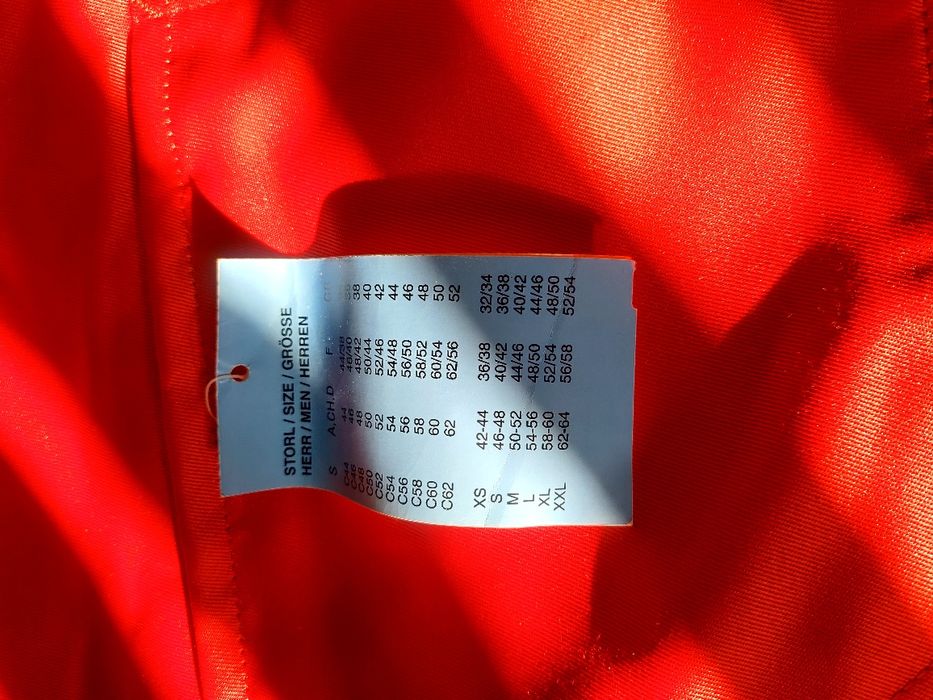 STORL / SIZE / GRÖSSE
HERR / MEN / HERREN
S A,CH.D F GB
C44 44 44/38
C46 46 46/40 36
C48 48 48/42 38
C50 50 50/44 40
C52 52 52/46 42
C54 54 54/48 44
C56 56 56/50 46
C58 58 58/52 48
C60 60 60/54 50
C62 62 62/56 52
XS 42-44 36/38 32/34
S 46-48 40/42 36/38
M 50-52 44/46 40/42
L 54-56 48/50 44/46
XL 58-60 52/54 48/50
XXL 62-64 56/58 52/54